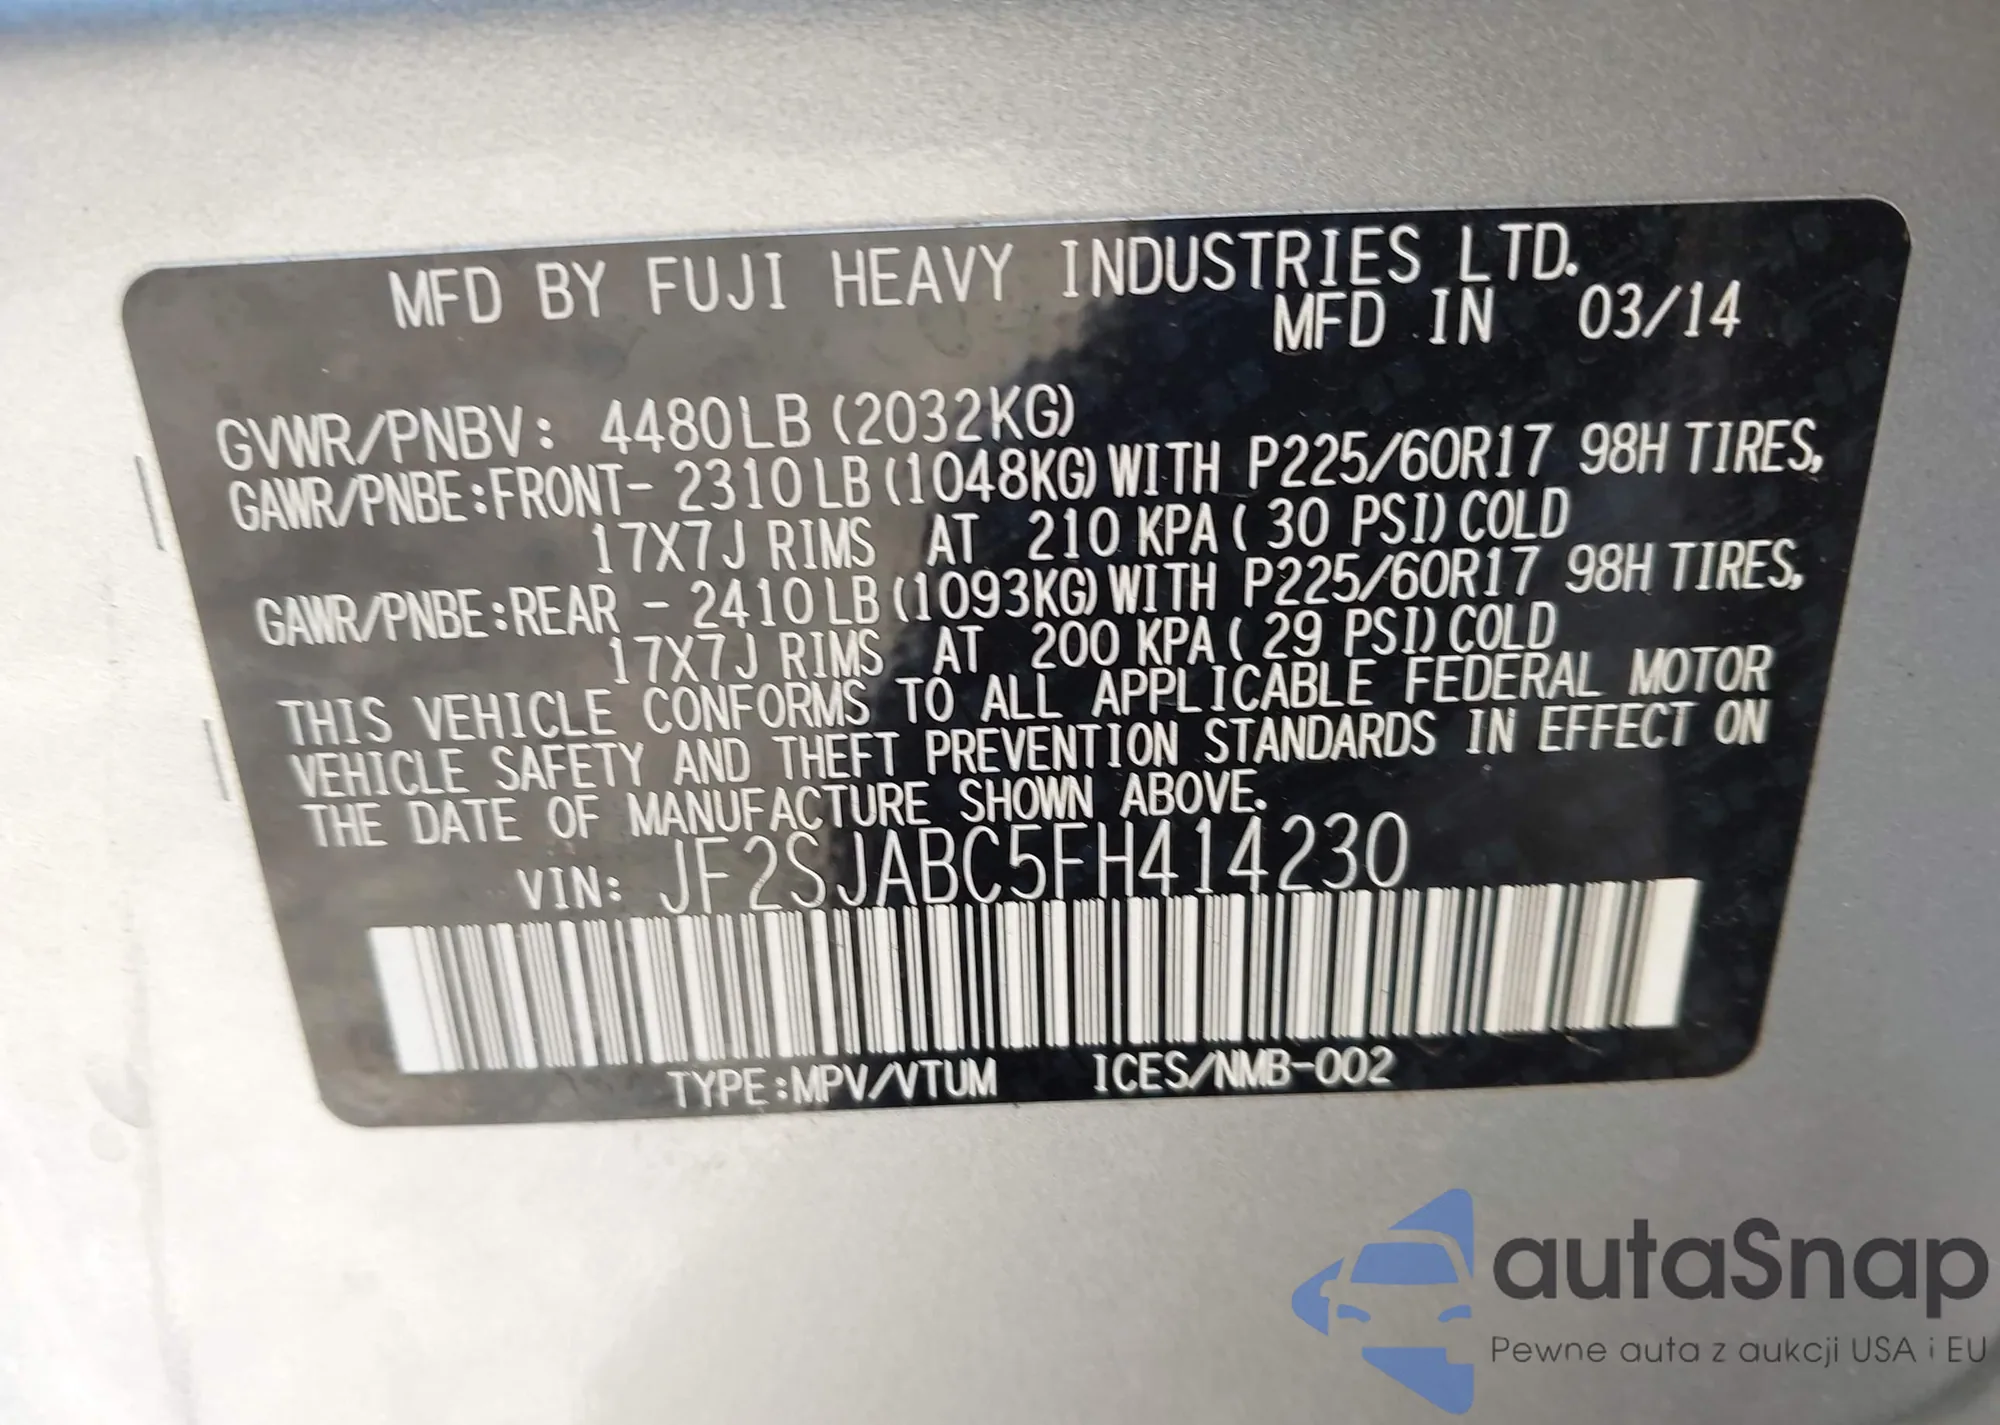 MFD BY FUJI HEAVY INDUSTRIES LTD.
MFD IN 03/14
GVWR/PNBV: 4480LB (2032KG)
GAWR/PNBE:FRONT- 2310LB (1048KG) WITH P225/60R17 98H TIRES,
17X7J RIMS AT 210 KPA ( 30 PSI) COLD
GAWR/PNBE:REAR - 2410LB (1093KG) WITH P225/60R17 98H TIRES,
17X7J RIMS AT 200 KPA ( 29 PSI) COLD
THIS VEHICLE CONFORMS TO ALL APPLICABLE FEDERAL MOTOR
VEHICLE SAFETY AND THEFT PREVENTION STANDARDS IN EFFECT ON
THE DATE OF MANUFACTURE SHOWN ABOVE.
VIN: JF2SJABC5FH414230
TYPE:MPV/VTUM ICES/NMB-002
autaSnap
Pewne auta z aukcji USA i EU